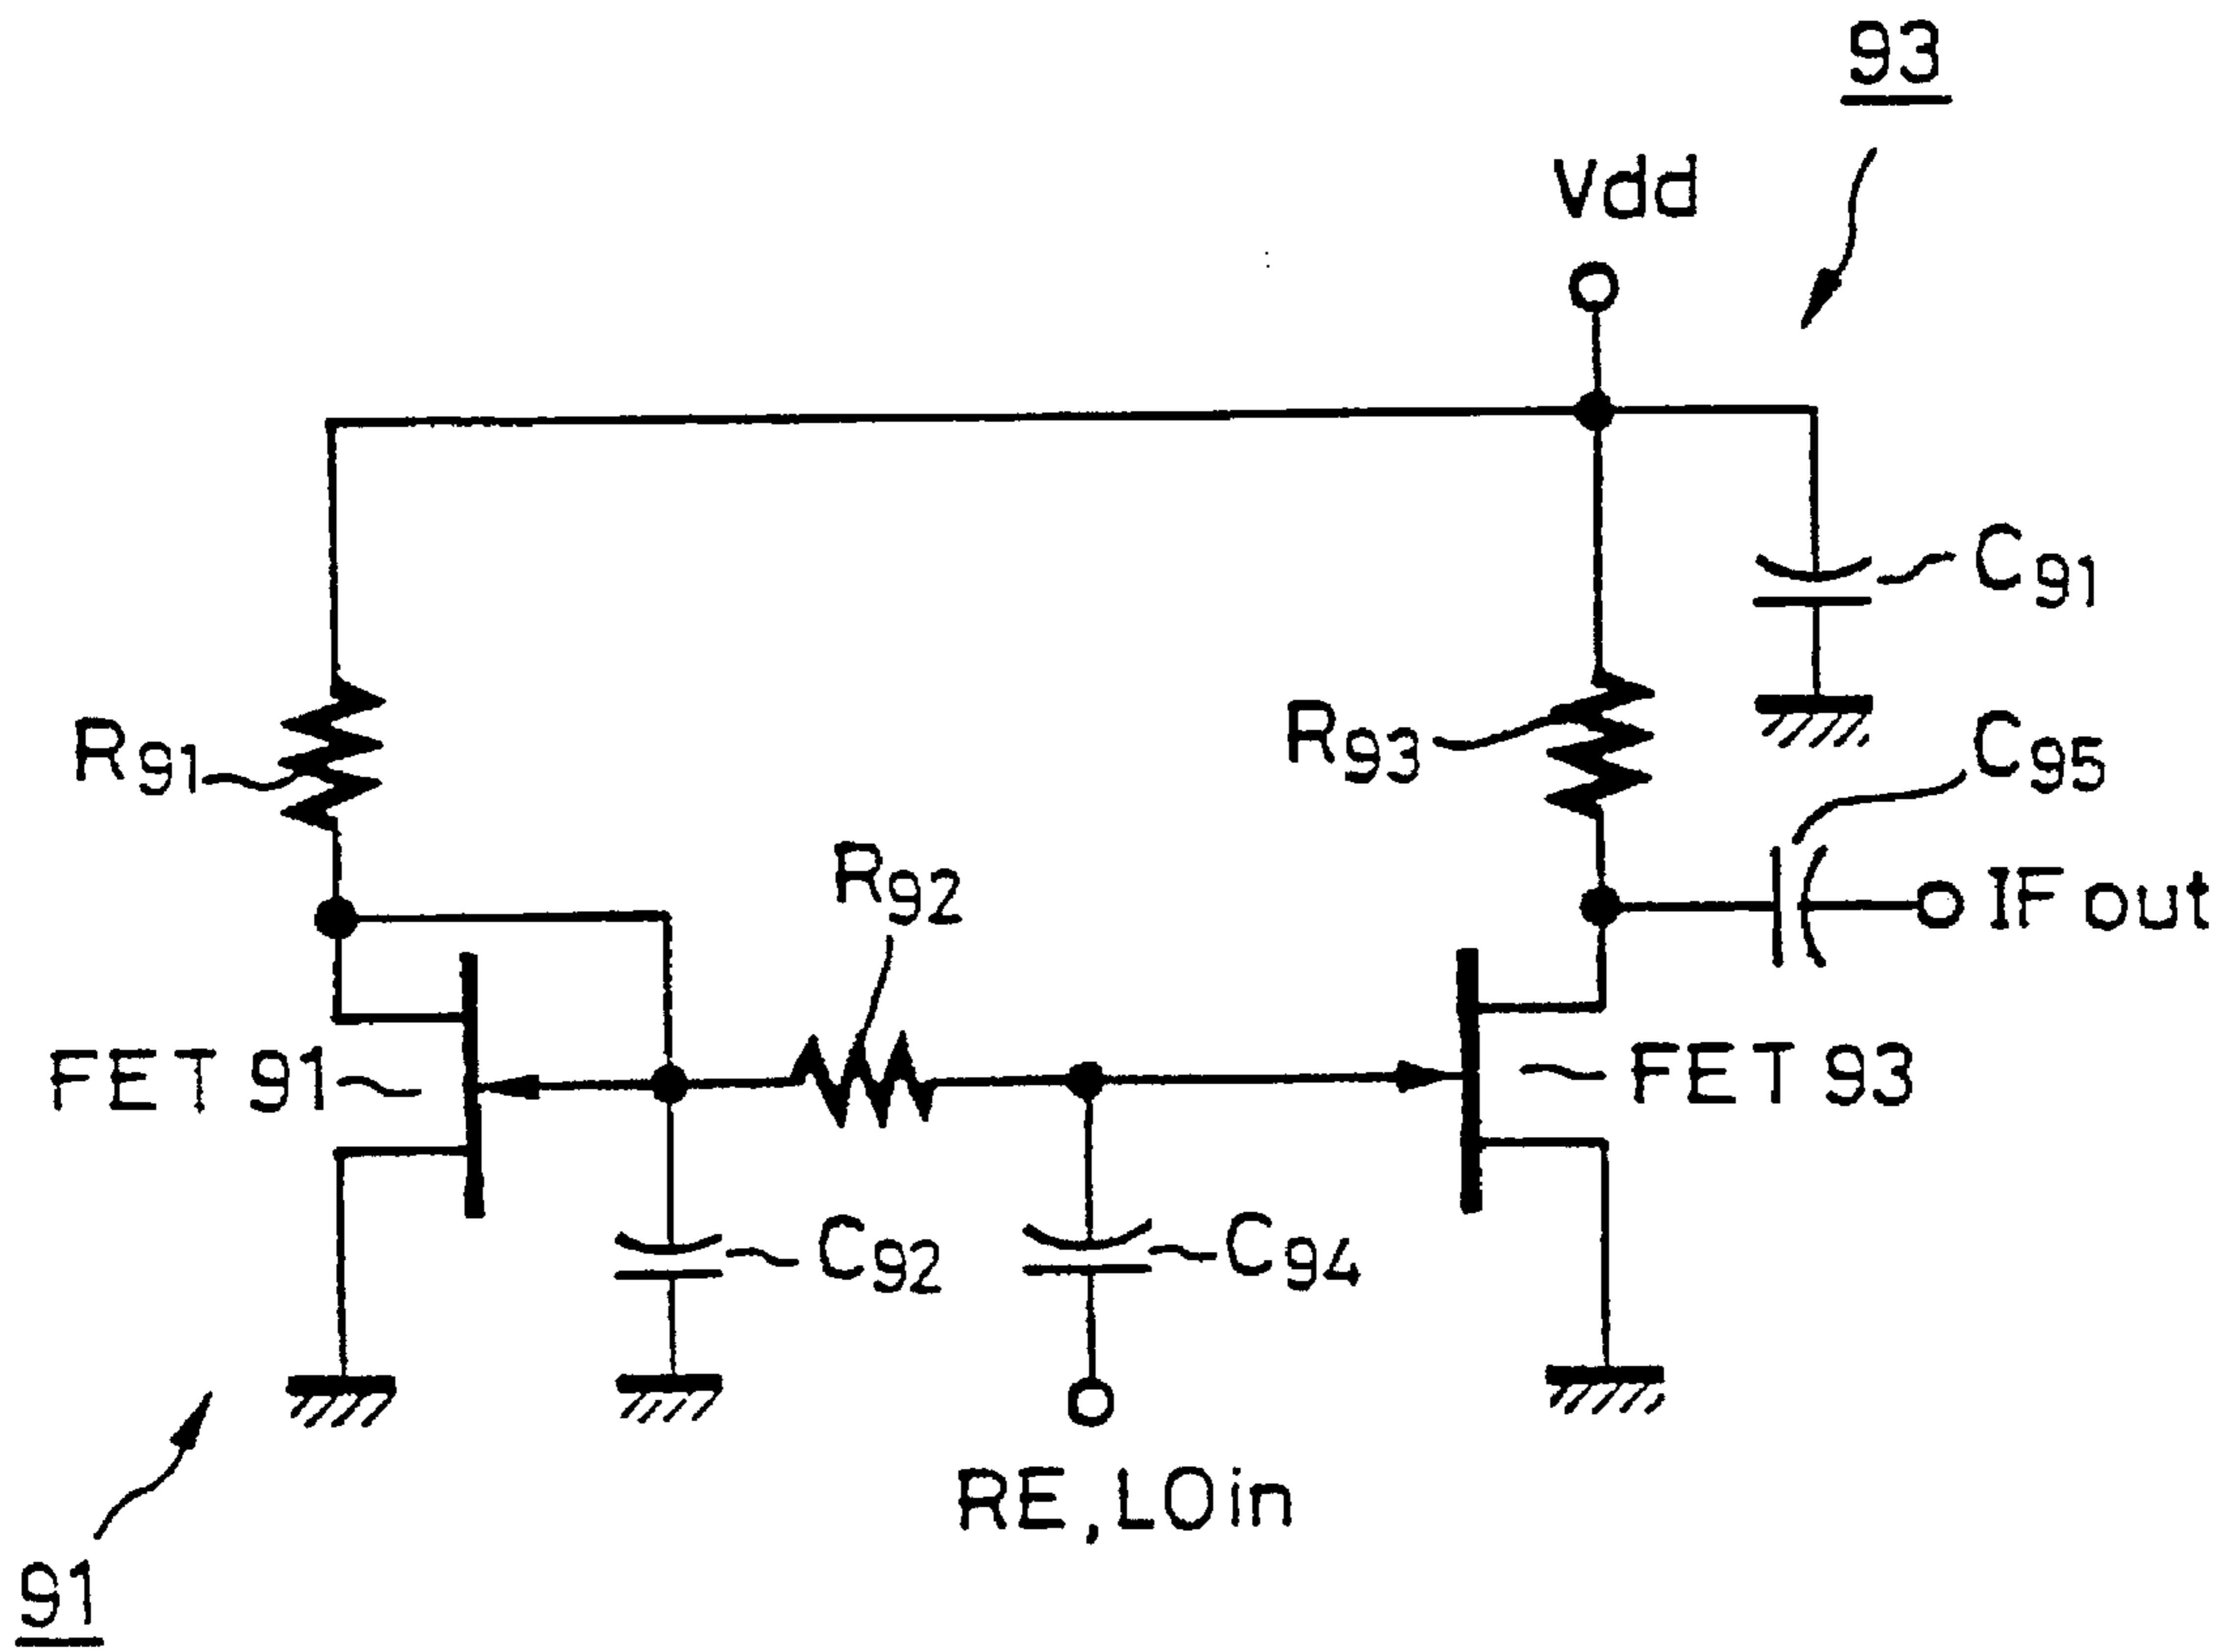 93
Vdd
C91
R91
R93
C95
R92
IF out
FET 91
FET 93
C92
C94
RE, LOin
91